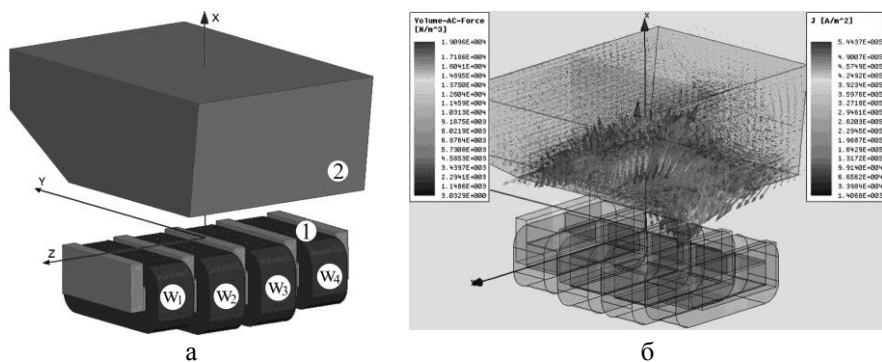 X
Y
Z
2
1
W1
W2
W3
W4
а
Volume-AC-Force
[N/m^3]
1.9096E+004
1.7186E+004
1.6041E+004
1.4895E+004
1.3750E+004
1.2604E+004
1.1459E+004
1.0313E+004
9.1675E+003
8.0219E+003
6.8764E+003
5.7308E+003
4.5853E+003
3.4397E+003
2.2941E+003
1.1486E+003
3.0329E+000
x
J [A/m^2]
5.4437E+005
4.9007E+005
4.5749E+005
4.2492E+005
3.9234E+005
3.5976E+005
3.2718E+005
2.9461E+005
2.6203E+005
2.2945E+005
1.9687E+005
1.6429E+005
1.3172E+005
9.9140E+004
6.6562E+004
3.3984E+004
1.4068E+003
б